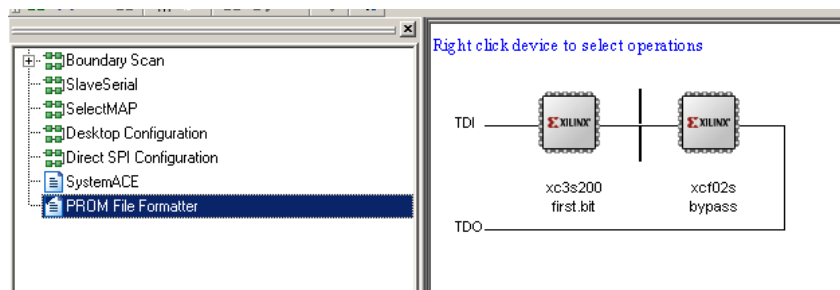 Boundary Scan
SlaveSerial
SelectMAP
Desktop Configuration
Direct SPI Configuration
SystemACE
PROM File Formatter
Right click device to select operations
TDI
XILINX XILINX
xc3s200 xcf02s
first.bit bypass
TDO